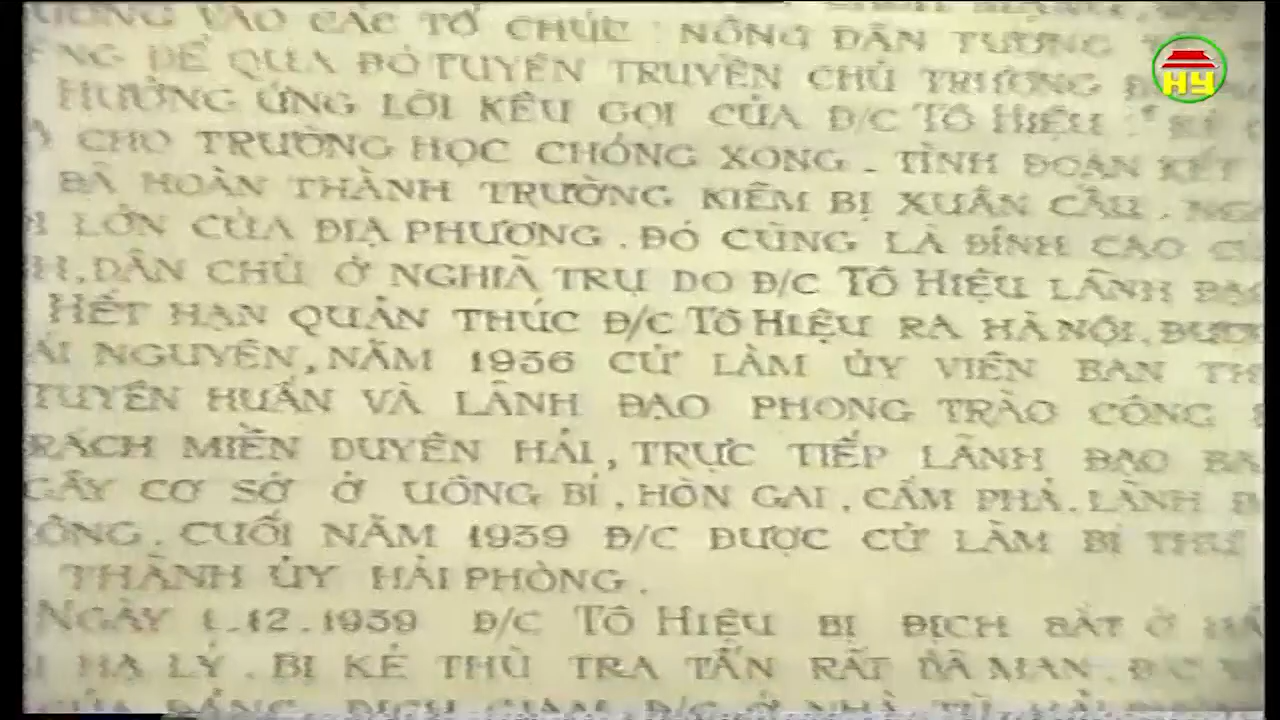 VÀO CÁC TỔ CHỨC : NÔNG DÂN TƯƠNG
ĐỂ QUA ĐÓ TUYÊN TRUYỀN CHỦ TRƯƠNG
HƯỞNG ỨNG LỜI KÊU GỌI CỦA Đ/C TÔ HIỆU :
CHO TRƯỜNG HỌC CHÓNG XONG - TÌNH ĐOÀN KẾT
ĐÃ HOÀN THÀNH TRƯỜNG KIÊM BỊ XUÂN CẦU .
LỚN CỦA ĐỊA PHƯƠNG . ĐÓ CŨNG LÀ ĐỈNH CAO
DÂN CHỦ Ở NGHĨA TRỤ DO Đ/C TÔ HIỆU LÃNH
HẾT HẠN QUẢN THÚC Đ/C TÔ HIỆU RA HÀ NỘI.
NGUYÊN, NĂM 1936 CỬ LÀM ỦY VIÊN BAN
TUYÊN HUẤN VÀ LÃNH ĐẠO PHONG TRÀO CÔNG
MIỀN DUYÊN HẢI, TRỰC TIẾP LÃNH ĐẠO
CƠ SỞ Ở UÔNG BÍ, HÒN GAI, CẨM PHẢ. LÃNH
CUỐI NĂM 1939 Đ/C ĐƯỢC CỬ LÀM BÍ THƯ
THÀNH ỦY HẢI PHÒNG.
NGÀY 1.12.1939 Đ/C TÔ HIỆU BỊ ĐỊCH BẮT Ở
HẠ LÝ. BỊ KẺ THÙ TRA TẤN RẤT DÃ MAN.
HY